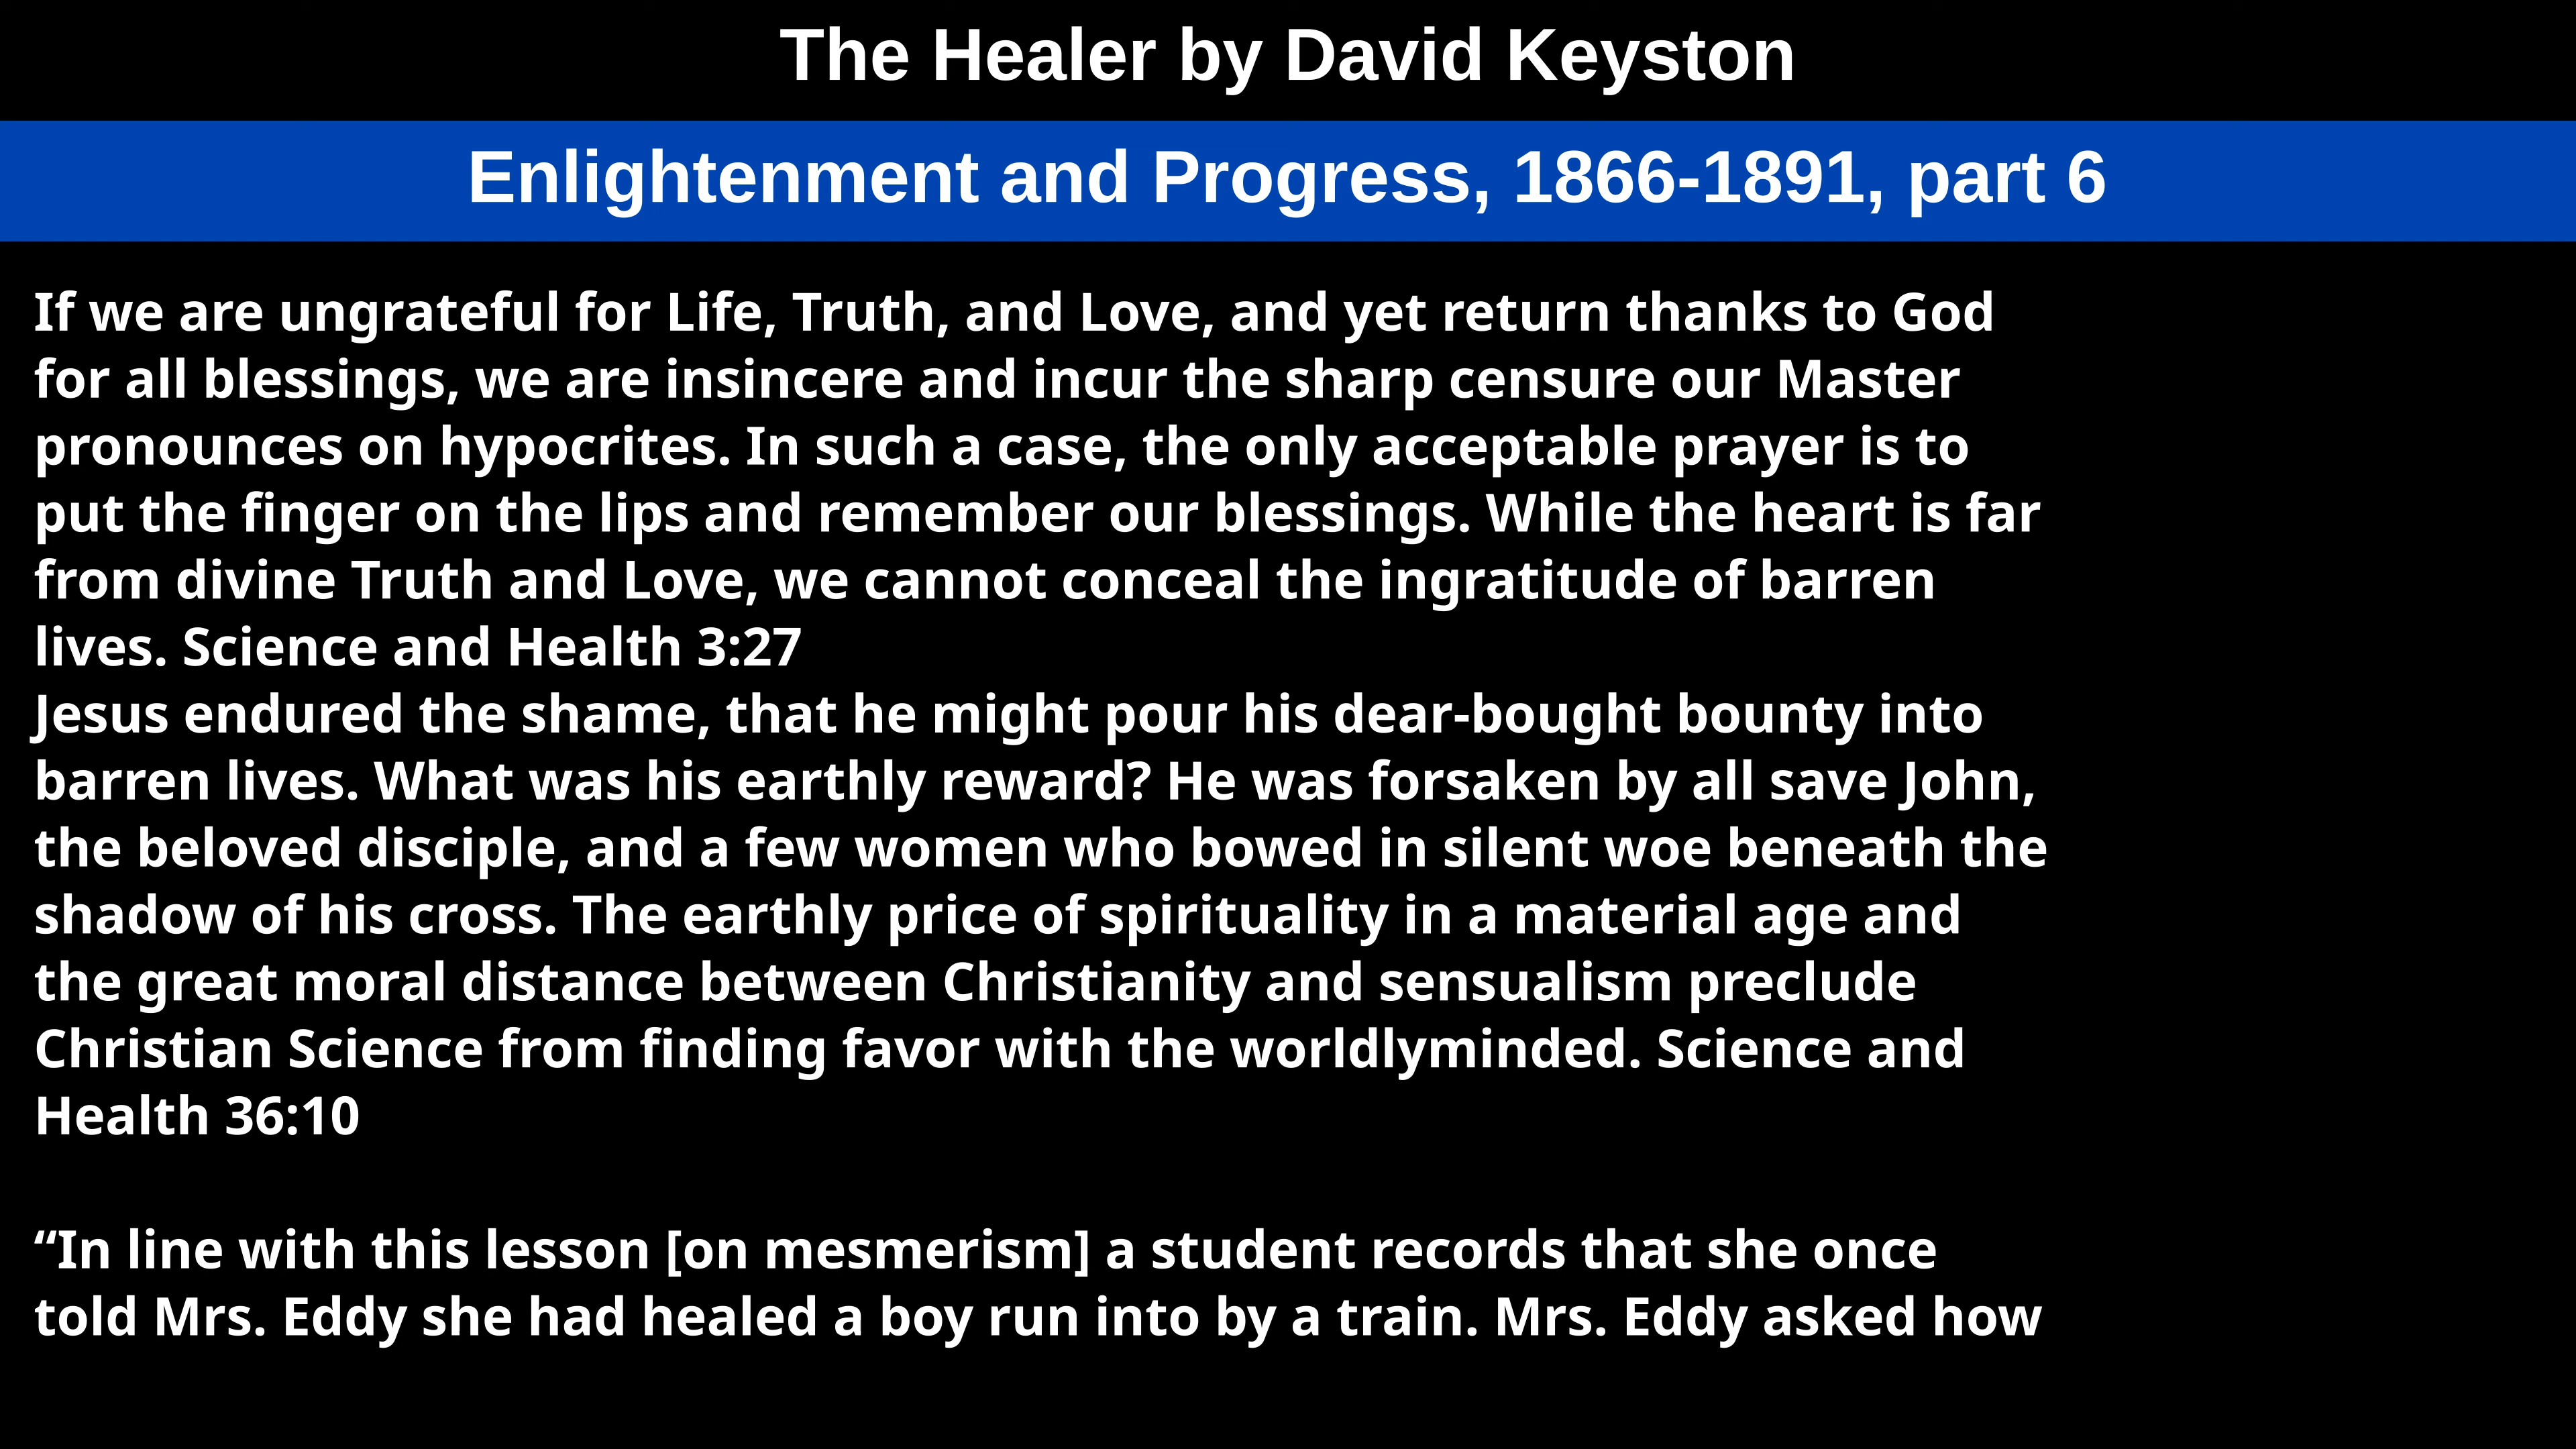 The Healer by David Keyston
Enlightenment and Progress, 1866-1891, part 6
If we are ungrateful for Life, Truth, and Love, and yet return thanks to God
for all blessings, we are insincere and incur the sharp censure our Master
pronounces on hypocrites. In such a case, the only acceptable prayer is to
put the finger on the lips and remember our blessings. While the heart is far
from divine Truth and Love, we cannot conceal the ingratitude of barren
lives. Science and Health 3:27
Jesus endured the shame, that he might pour his dear-bought bounty into
barren lives. What was his earthly reward? He was forsaken by all save John,
the beloved disciple, and a few women who bowed in silent woe beneath the
shadow of his cross. The earthly price of spirituality in a material age and
the great moral distance between Christianity and sensualism preclude
Christian Science from finding favor with the worldlyminded. Science and
Health 36:10
“In line with this lesson [on mesmerism] a student records that she once
told Mrs. Eddy she had healed a boy run into by a train. Mrs. Eddy asked how